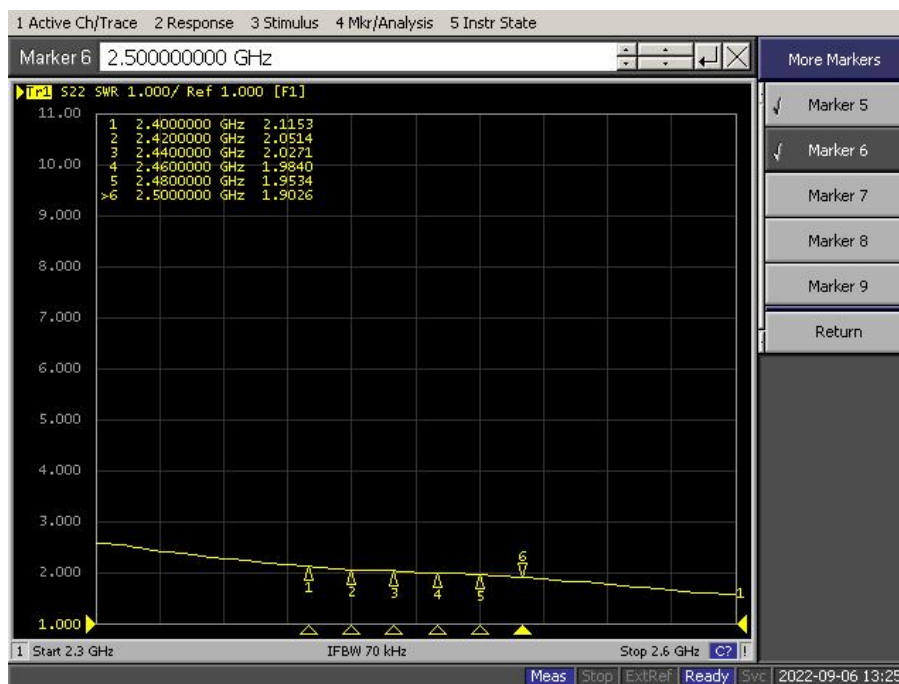 1 Active Ch/Trace 2 Response 3 Stimulus 4 Mkr/Analysis 5 Instr State
Marker 6 2.500000000 GHz
More Markers
Marker 5
Marker 6
Marker 7
Marker 8
Marker 9
Return
Tr1 S22 SWR 1.000/ Ref 1.000 [F1]
11.00
10.00
9.000
8.000
7.000
6.000
5.000
4.000
3.000
2.000
1.000
1 2.4000000 GHz 2.1153
2 2.4200000 GHz 2.0514
3 2.4400000 GHz 2.0271
4 2.4600000 GHz 1.9840
5 2.4800000 GHz 1.9534
>6 2.5000000 GHz 1.9026
1 2 3 4 5 6 1
1 Start 2.3 GHz IFBW 70 kHz Stop 2.6 GHz C? !
Meas Stop ExtRef Ready Svc 2022-09-06 13:25